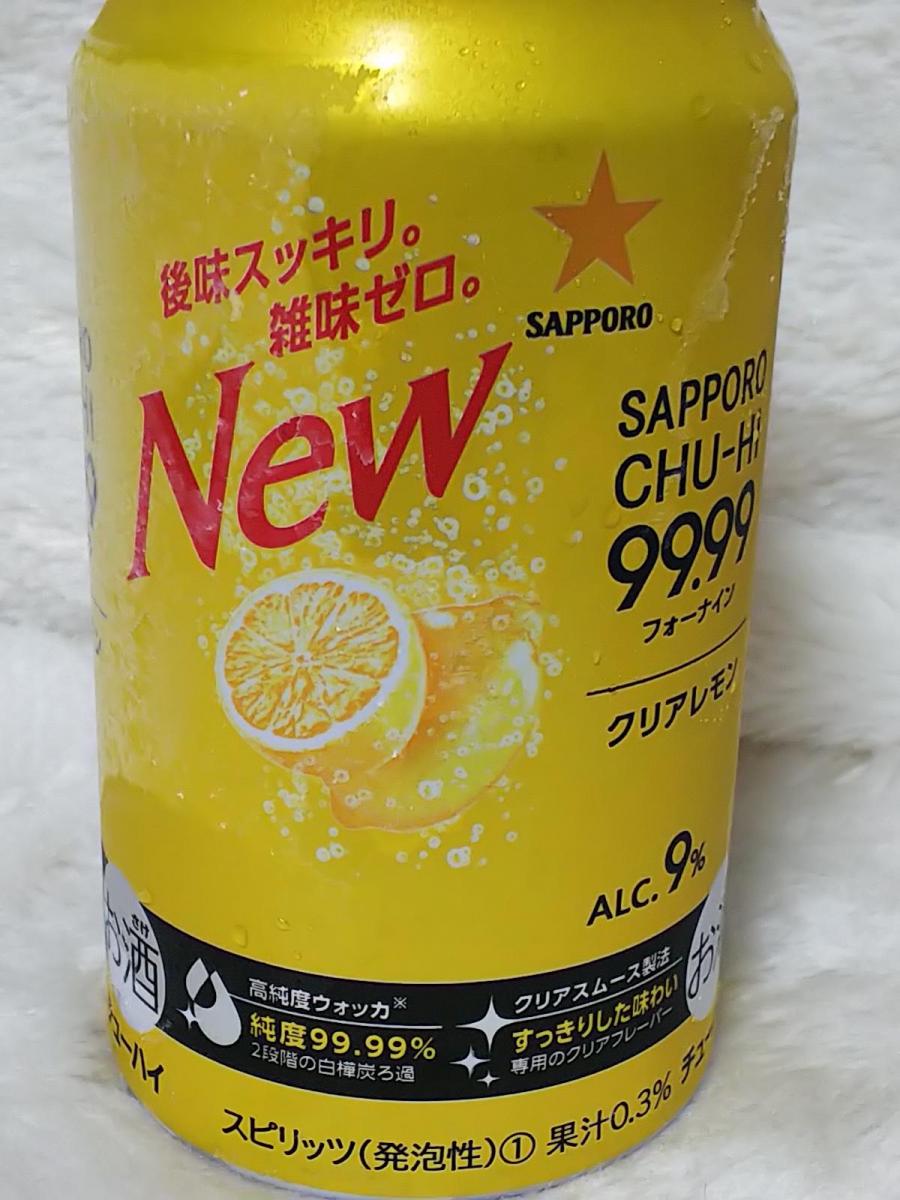 後味スッキリ。
雑味ゼロ。
New
SAPPORO
SAPPORO
CHU-Hi
99.99
フォーナイン
クリアレモン
ALC.9%
さけ
お酒
高純度ウォッカ※
純度99.99%
2段階の白樺炭ろ過
クリアスムース製法
すっきりした味わい
専用のクリアフレーバー
お
ューハイ
スピリッツ(発泡性)① 果汁0.3% チュー